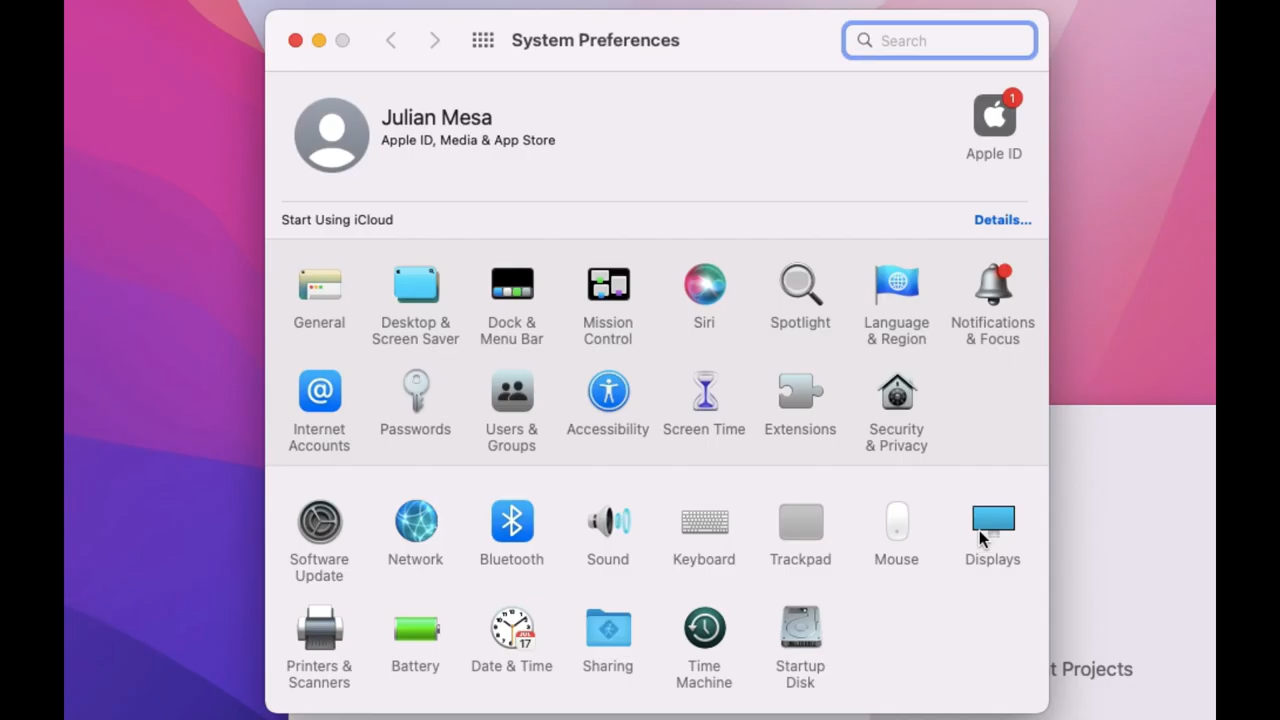 System Preferences
Search
Julian Mesa
Apple ID, Media & App Store
1
Apple ID
Start Using iCloud
Details...
General
Desktop &
Screen Saver
Dock &
Menu Bar
Mission
Control
Siri
Spotlight
Language
& Region
Notifications
& Focus
Internet
Accounts
Passwords
Users &
Groups
Accessibility
Screen Time
Extensions
Security
& Privacy
Software
Update
Network
Bluetooth
Sound
Keyboard
Trackpad
Mouse
Displays
Printers &
Scanners
Battery
JUL
17
Date & Time
Sharing
Time
Machine
Startup
Disk
t Projects